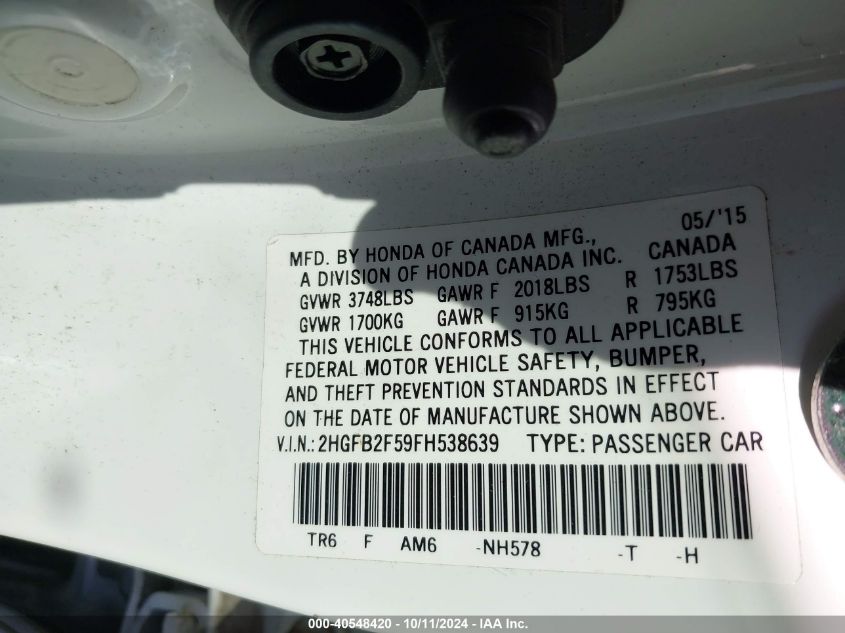 05/'15
MFD. BY HONDA OF CANADA MFG.,
A DIVISION OF HONDA CANADA INC. CANADA
GVWR 3748LBS GAWR F 2018LBS R 1753LBS
GVWR 1700KG GAWR F 915KG R 795KG
THIS VEHICLE CONFORMS TO ALL APPLICABLE
FEDERAL MOTOR VEHICLE SAFETY, BUMPER,
AND THEFT PREVENTION STANDARDS IN EFFECT
ON THE DATE OF MANUFACTURE SHOWN ABOVE.
V.I.N.: 2HGFB2F59FH538639 TYPE: PASSENGER CAR
TR6 F AM6 -NH578 -T -H
000-40548420 - 10/11/2024 - IAA Inc.